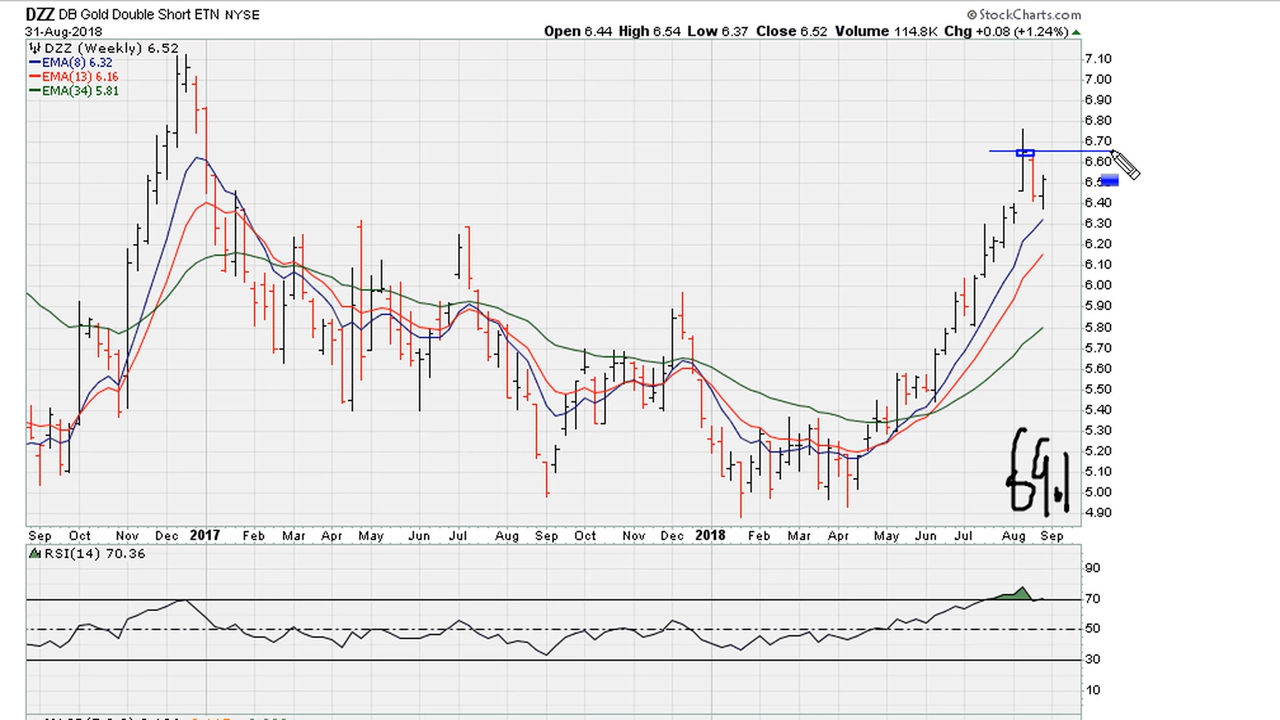 DZZ DB Gold Double Short ETN NYSE
© StockCharts.com
31-Aug-2018
Open 6.44 High 6.54 Low 6.37 Close 6.52 Volume 114.8K Chg +0.08 (+1.24%)
DZZ (Weekly) 6.52
EMA(8) 6.32
EMA(13) 6.16
EMA(34) 5.81
7.10
7.00
6.90
6.80
6.70
6.60
6.40
6.30
6.20
6.10
6.00
5.90
5.80
5.70
5.60
5.50
5.40
5.30
5.20
5.10
5.00
4.90
69.1
Sep Oct Nov Dec 2017 Feb Mar Apr May Jun Jul Aug Sep Oct Nov Dec 2018 Feb Mar Apr May Jun Jul Aug Sep
RSI(14) 70.36
90
70
50
30
10